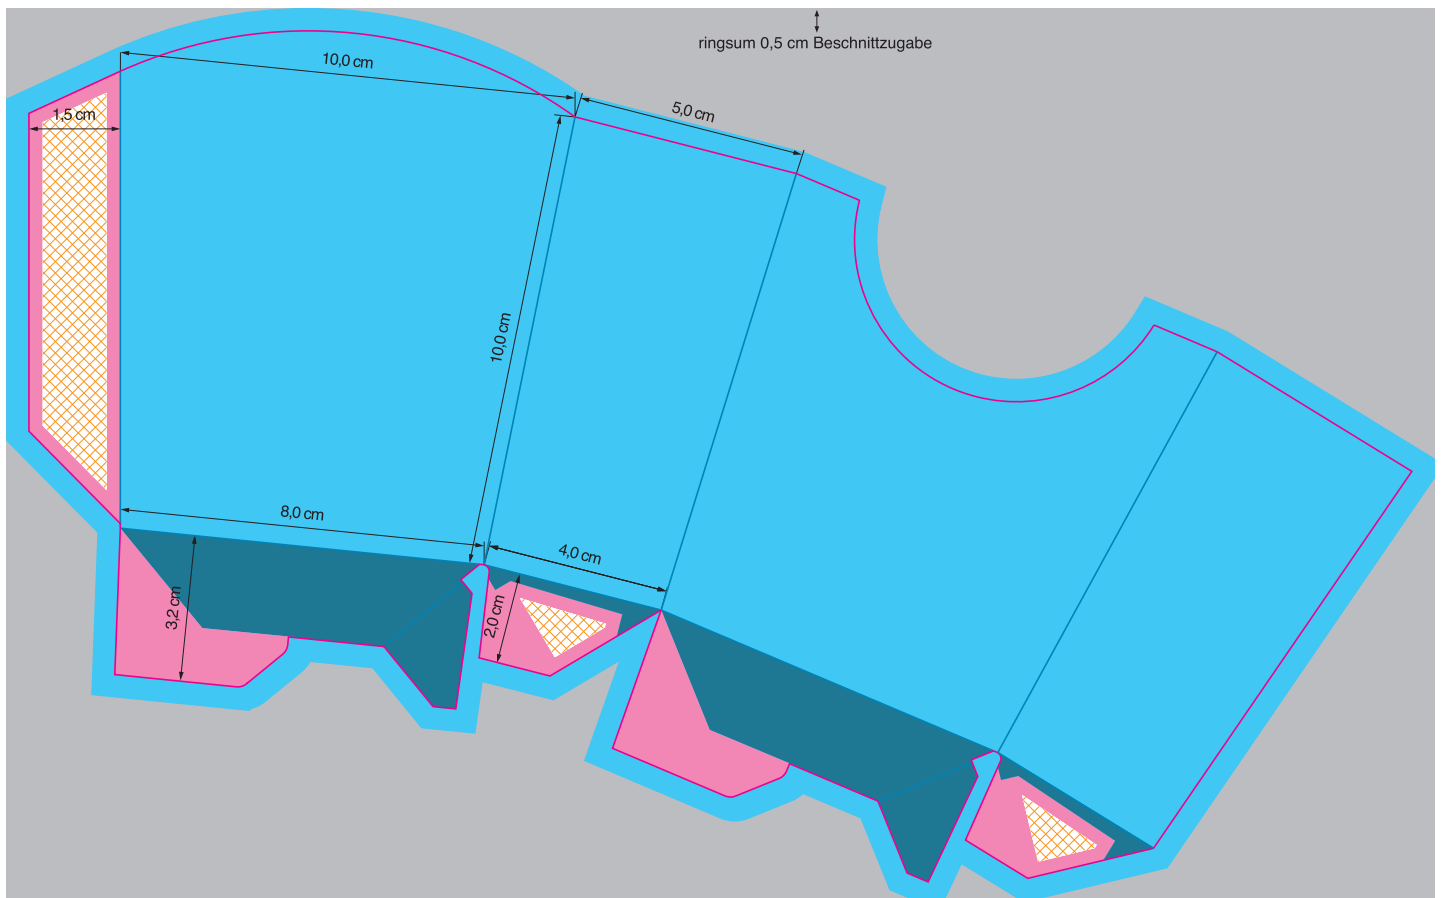 ringsum 0,5 cm Beschnittzugabe
10,0 cm
5,0 cm
1,5 cm
10,0 cm
8,0 cm
4,0 cm
3,2 cm
2,0 cm